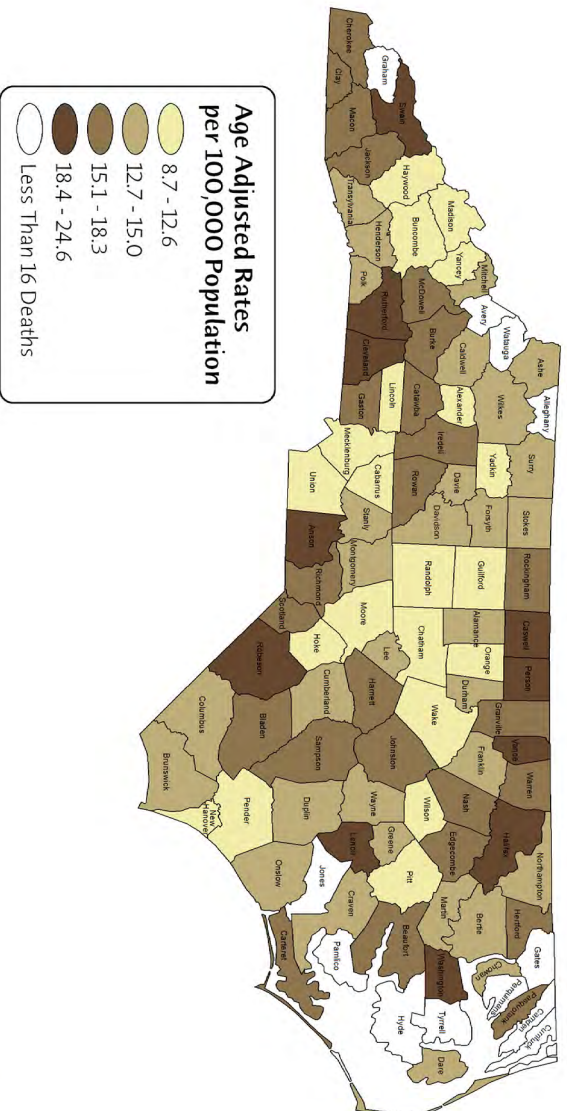 Cherokee
Graham
Clay
Swain
Macon
Jackson
Haywood
Transylvania
Madison
Buncombe
Henderson
Yancey
Mitchell
Polk
McDowell
Rutherford
Avery
Burke
Watauga
Cleveland
Caldwell
Ashe
Lincoln
Gaston
Catawba
Alexander
Wilkes
Alleghany
Mecklenburg
Iredell
Yadkin
Surry
Cabarrus
Union
Rowan
Davie
Stanly
Davidson
Forsyth
Stokes
Anson
Montgomery
Randolph
Guilford
Rockingham
Richmond
Scotland
Moore
Chatham
Alamance
Caswell
Hoke
Lee
Orange
Person
Robeson
Cumberland
Harnett
Durham
Granville
Columbus
Bladen
Sampson
Johnston
Wake
Franklin
Vance
Warren
Brunswick
New
Hanover
Pender
Duplin
Wayne
Wilson
Nash
Halifax
Northampton
Onslow
Lenoir
Greene
Edgecombe
Jones
Pitt
Craven
Martin
Bertie
Hertford
Carteret
Pamlico
Beaufort
Washington
Gates
Chowan
Perquimans
Pasquotank
Camden
Currituck
Hyde
Tyrrell
Dare
Age Adjusted Rates
per 100,000 Population
8.7 - 12.6
12.7 - 15.0
15.1 - 18.3
18.4 - 24.6
Less Than 16 Deaths